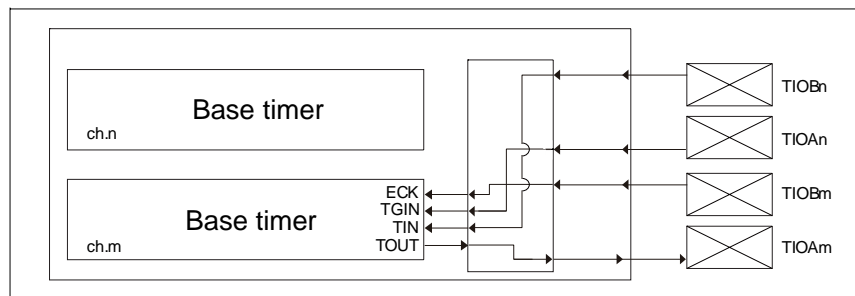 Base timer
ch.n
Base timer
ch.m
ECK
TGIN
TIN
TOUT
TIOBn
TIOAn
TIOBm
TIOAm